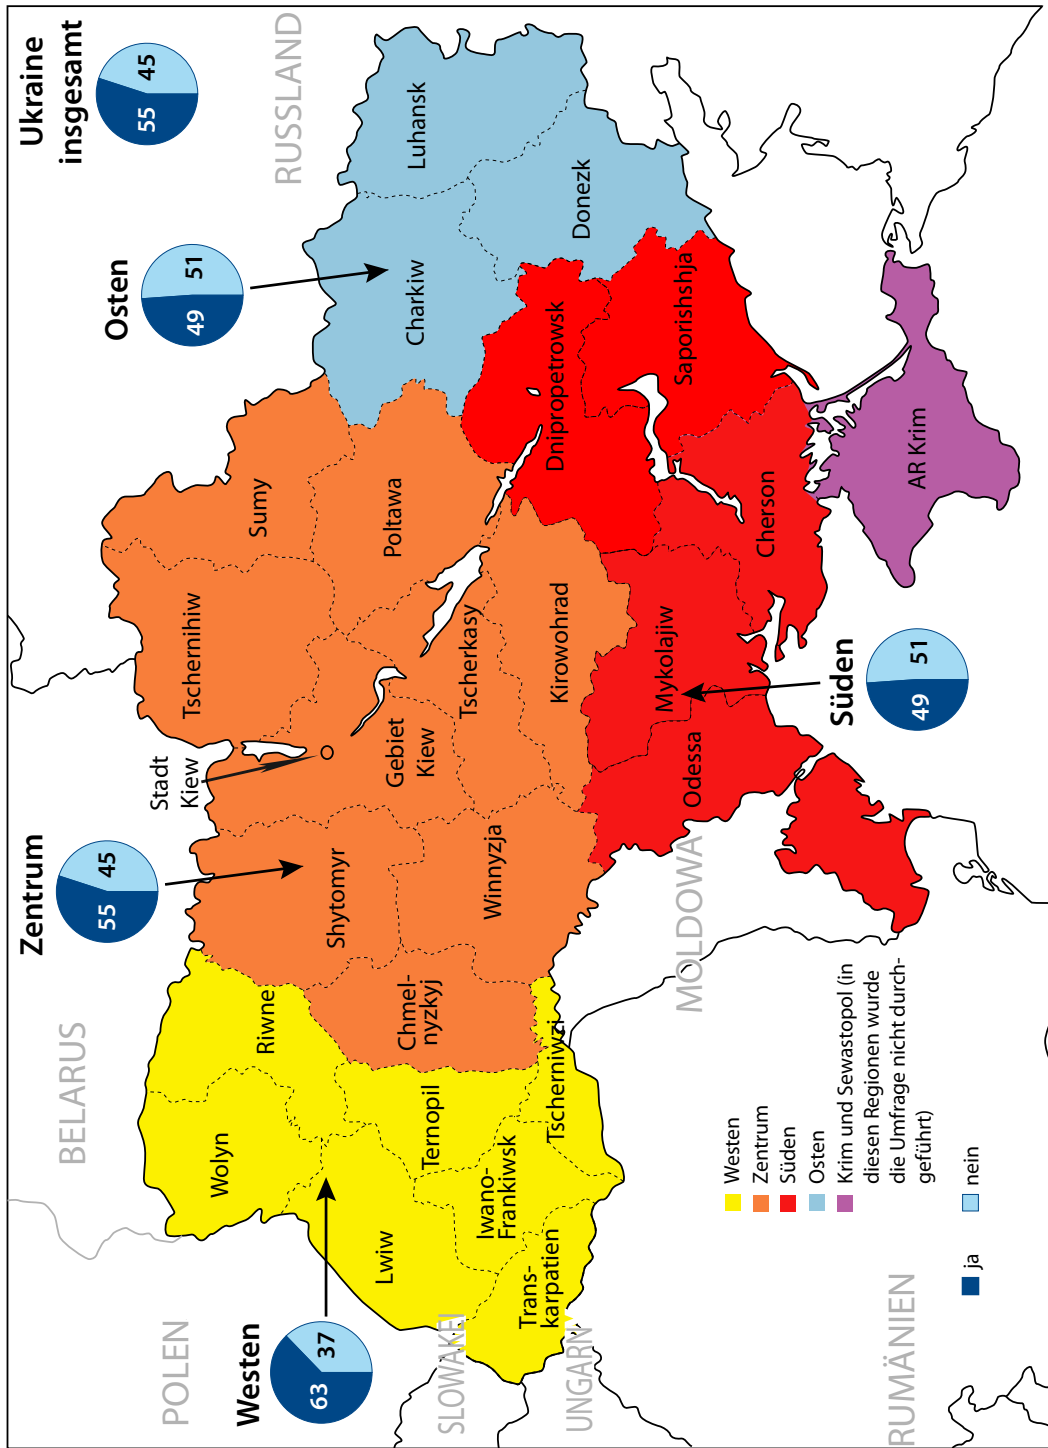 Ukraine
insgesamt
55
45
Osten
49
51
Zentrum
55
45
Westen
63
37
Süden
49
51
RUSSLAND
BELARUS
POLEN
SLOWAKEI
UNGARN
RUMÄNIEN
MOLDOWA
Stadt
Kiew
Wolyn
Riwne
Lwiw
Ternopil
Iwano-
Frankiwsk
Trans-
karpatien
Tscherniwzi
Chmel-
nyzkyj
Shytomyr
Winnyzja
Gebiet
Kiew
Tschernihiw
Sumy
Poltawa
Tscherkasy
Kirowohrad
Charkiw
Luhansk
Donezk
Dnipropetrowsk
Saporishshja
Cherson
Mykolajiw
Odessa
AR Krim
Westen
Zentrum
Süden
Osten
Krim und Sewastopol (in
diesen Regionen wurde
die Umfrage nicht durch-
geführt)
ja
nein